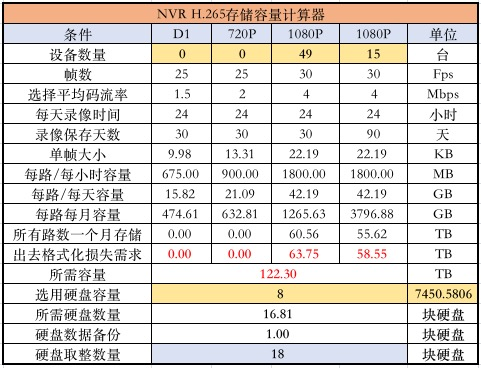 NVR H.265存储容量计算器
条件 D1 720P 1080P 1080P 单位
设备数量 0 0 49 15 台
帧数 25 25 30 30 Fps
选择平均码流率 1.5 2 4 4 Mbps
每天录像时间 24 24 24 24 小时
录像保存天数 30 30 30 90 天
单帧大小 9.98 13.31 22.19 22.19 KB
每路/每小时容量 675.00 900.00 1800.00 1800.00 MB
每路/每天容量 15.82 21.09 42.19 42.19 GB
每路每月容量 474.61 632.81 1265.63 3796.88 GB
所有路数一个月存储 0.00 0.00 60.56 55.62 TB
出去格式化损失需求 0.00 0.00 63.75 58.55 TB
所需容量 122.30 TB
选用硬盘容量 8 7450.5806
所需硬盘数量 16.81 块硬盘
硬盘数据备份 1.00 块硬盘
硬盘取整数量 18 块硬盘